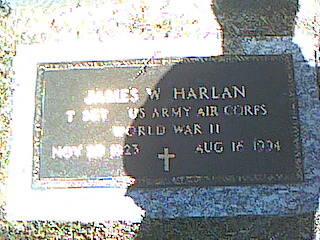 JAMES W HARLAN
T SGT US ARMY AIR CORPS
WORLD WAR II
NOV 1923 AUG 16 1994